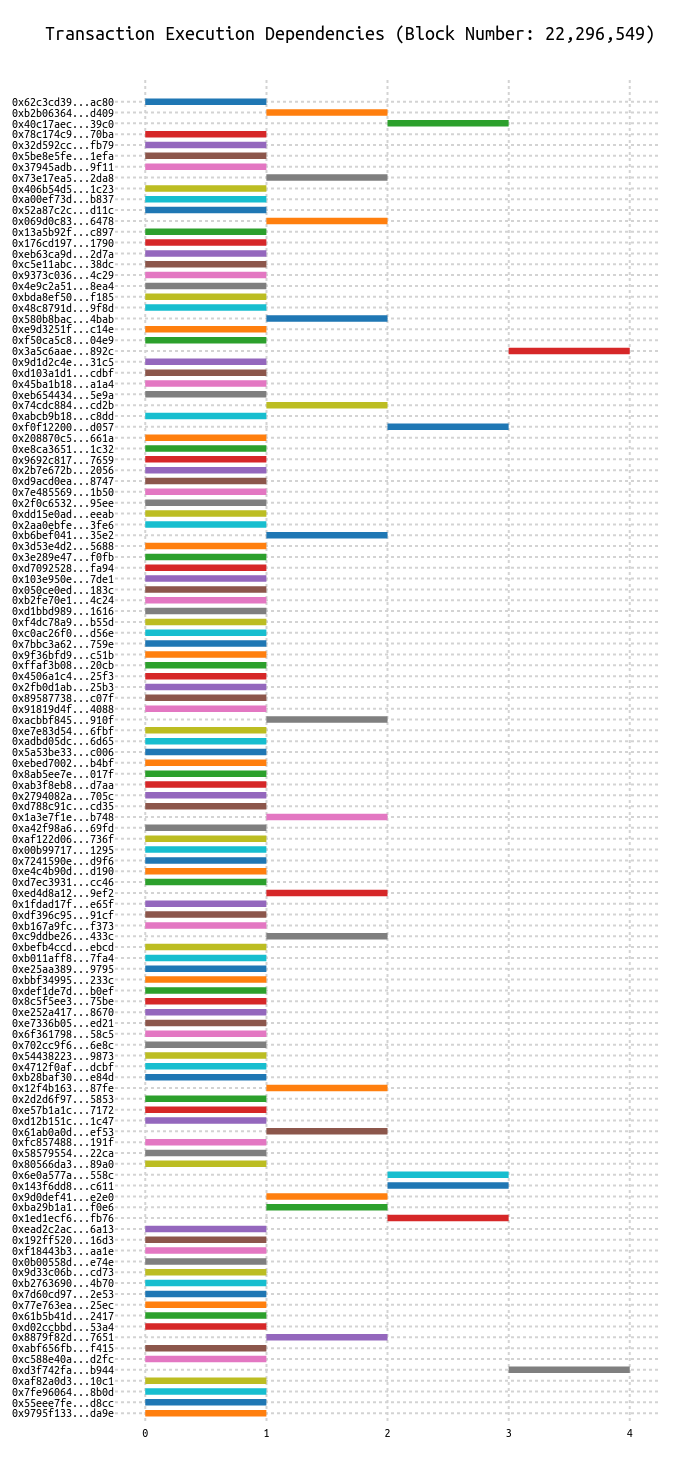 Transaction Execution Dependencies (Block Number: 22,296,549)
0x62c3cd39...ac80
0xb2b06364...d409
0x40c17aec...39c0
0x78c174c9...70ba
0x32d592cc...fb79
0x5be8e5fe...1efa
0x37945adb...9f11
0x73e17ea5...2da8
0x406b54d5...1c23
0xa00ef73d...b837
0x52a87c2c...d11c
0x069d0c83...6478
0x13a5b92f...c897
0x176cd197...1790
0xeb63ca9d...2d7a
0xc5e11abc...38dc
0x9373c036...4c29
0x4e9c2a51...8ea4
0xbda8ef50...f185
0x48c8791d...9f8d
0x580b8bac...4bab
0xe9d3251f...c14e
0xf50ca5c8...04e9
0x3a5c6aae...892c
0x9d1d2c4e...31c5
0xd103a1d1...cdbf
0x45ba1b18...a1a4
0xeb654434...5e9a
0x74cdc884...cd2b
0xabcb9b18...c8dd
0xf0f12200...d057
0x208870c5...661a
0xe8ca3651...1c32
0x9692c817...7659
0x2b7e672b...2056
0xd9acd0ea...8747
0x7e485569...1b50
0x2f0c6532...95ee
0xdd15e0ad...eeab
0x2aa0ebfe...3fe6
0xb6bef041...35e2
0x3d53e4d2...5688
0x3e289e47...f0fb
0xd7092528...fa94
0x103e950e...7de1
0x050ce0ed...183c
0xb2fe70e1...4c24
0xd1bbd989...1616
0xf4dc78a9...b55d
0xc0ac26f0...d56e
0x7bbc3a62...759e
0x9f36bfd9...c51b
0xffaf3b08...20cb
0x4506a1c4...25f3
0x2fb0d1ab...25b3
0x89587738...c07f
0x91819d4f...4088
0xacbbf845...910f
0xe7e83d54...6fbf
0xadbd05dc...6d65
0x5a53be33...c006
0xebed7002...b4bf
0x8ab5ee7e...017f
0xab3f8eb8...d7aa
0x2794082a...705c
0xd788c91c...cd35
0x1a3e7f1e...b748
0xa42f98a6...69fd
0xaf122d06...736f
0x00b99717...1295
0x7241590e...d9f6
0xe4c4b90d...d190
0xd7ec3931...cc46
0xed4d8a12...9ef2
0x1fdad17f...e65f
0xdf396c95...91cf
0xb167a9fc...f373
0xc9ddbe26...433c
0xbefb4ccd...ebcd
0xb011aff8...7fa4
0xe25aa389...9795
0xbbf34995...233c
0xdef1de7d...b0ef
0x8c5f5ee3...75be
0xe252a417...8670
0xe7336b05...ed21
0x6f361798...58c5
0x702cc9f6...6e8c
0x54438223...9873
0x4712f0af...dcbf
0xb28baf30...e84d
0x12f4b163...87fe
0x2d2d6f97...5853
0xe57b1a1c...7172
0xd12b151c...1c47
0x61ab0a0d...ef53
0xfc857488...191f
0x58579554...22ca
0x80566da3...89a0
0x6e0a577a...558c
0x143f6dd8...c611
0x9d0def41...e2e0
0xba29b1a1...f0e6
0x1ed1ecf6...fb76
0xead2c2ac...6a13
0x192ff520...16d3
0xf18443b3...aa1e
0x0b00558d...e74e
0x9d33c06b...cd73
0xb2763690...4b70
0x7d60cd97...2e53
0x77e763ea...25ec
0x61b5b41d...2417
0xd02ccbbd...53a4
0x8879f82d...7651
0xabf656fb...f415
0xc588e40a...d2fc
0xd3f742fa...b944
0xaf82a0d3...10c1
0x7fe96064...8b0d
0x55eee7fe...d8cc
0x9795f133...da9e
0 1 2 3 4